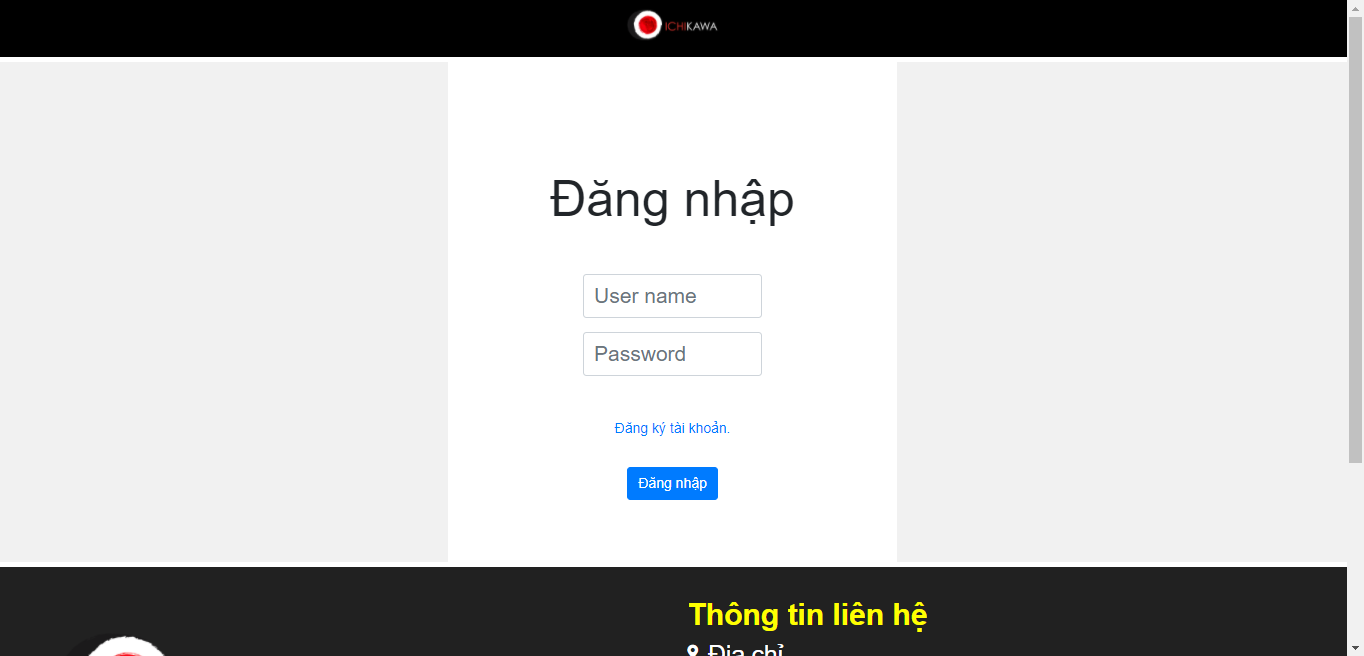 ICHIKAWA
Đăng nhập
User name
Password
Đăng ký tài khoản.
Đăng nhập
Thông tin liên hệ
Địa chỉ